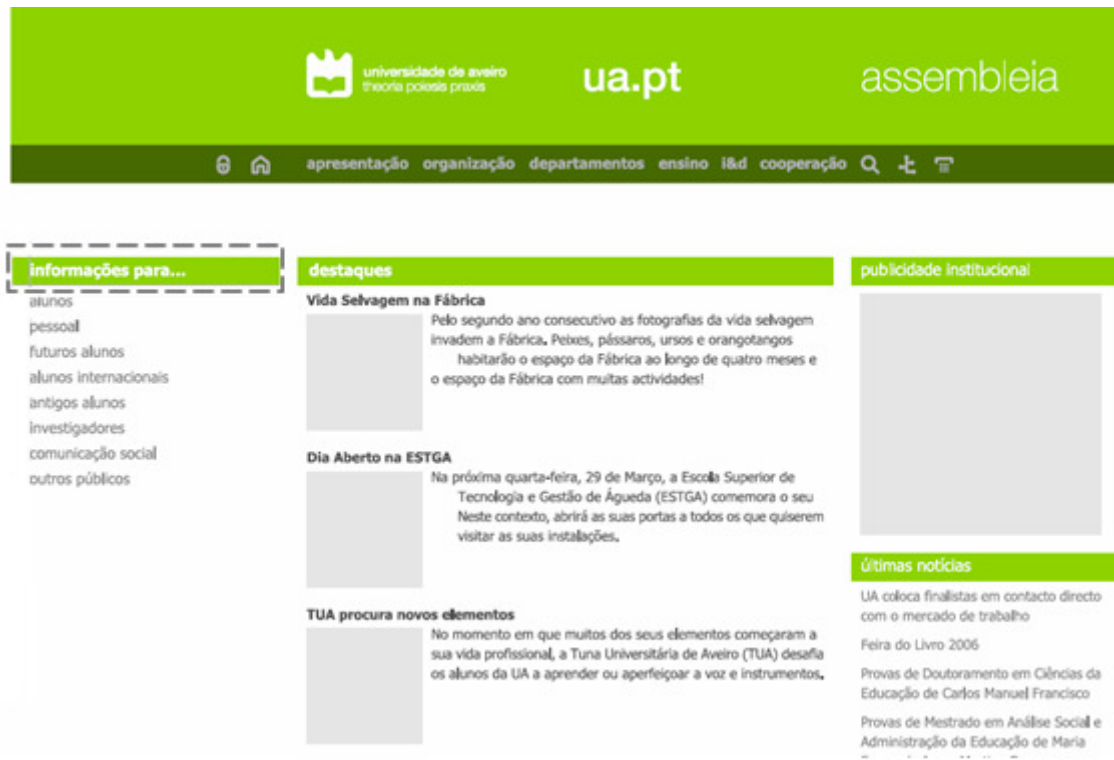 universidade de aveiro
theoria poiesis praxis
ua.pt
assembleia
apresentação organização departamentos ensino i&d cooperação
informações para...
alunos
pessoal
futuros alunos
alunos internacionais
antigos alunos
investigadores
comunicação social
outros públicos
destaques
Vida Selvagem na Fábrica
Pelo segundo ano consecutivo as fotografias da vida selvagem
invadem a Fábrica. Peixes, pássaros, ursos e orangotangos
habitarão o espaço da Fábrica ao longo de quatro meses e
o espaço da Fábrica com muitas actividades!
Dia Aberto na ESTGA
Na próxima quarta-feira, 29 de Março, a Escola Superior de
Tecnologia e Gestão de Águeda (ESTGA) comemora o seu
Neste contexto, abrirá as suas portas a todos os que quiserem
visitar as suas instalações.
TUA procura novos elementos
No momento em que muitos dos seus elementos começaram a
sua vida profissional, a Tuna Universitária de Aveiro (TUA) desafia
os alunos da UA a aprender ou aperfeiçoar a voz e instrumentos.
publicidade institucional
últimas notícias
UA coloca finalistas em contacto directo
com o mercado de trabalho
Feira do Livro 2006
Provas de Doutoramento em Ciências da
Educação de Carlos Manuel Francisco
Provas de Mestrado em Análise Social e
Administração da Educação de Maria